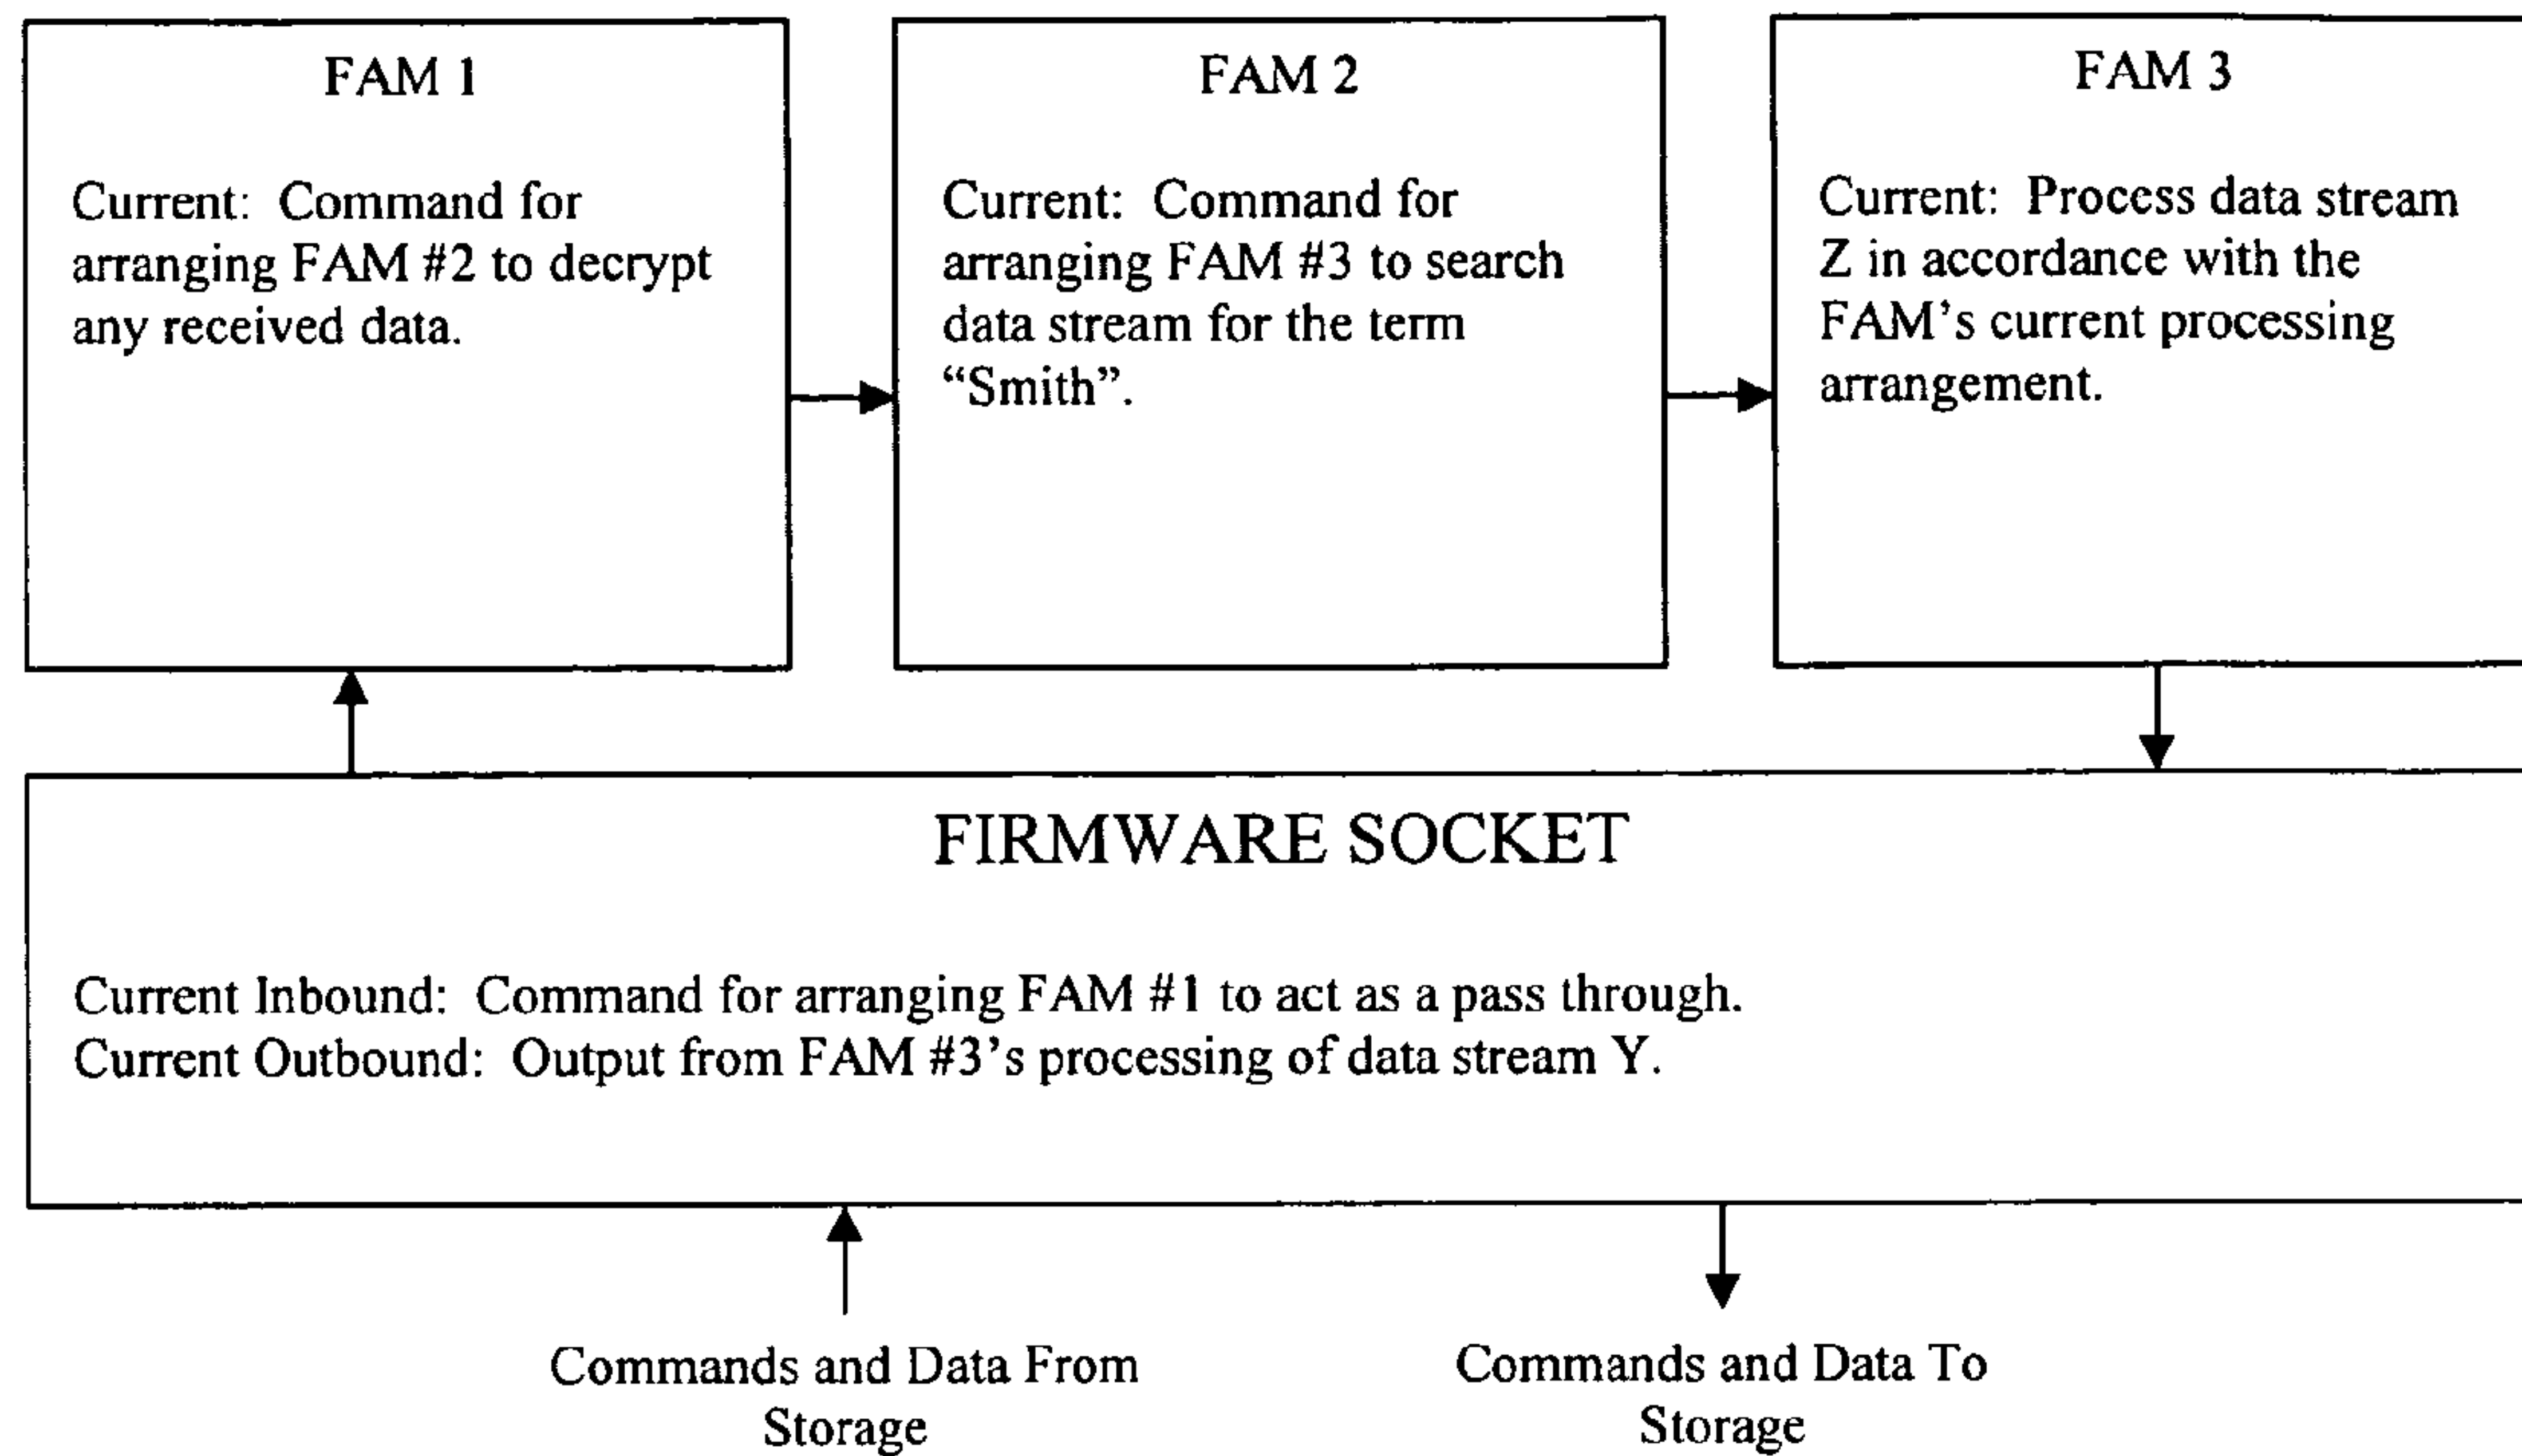 FAM 1
Current: Command for
arranging FAM #2 to decrypt
any received data.
FAM 2
Current: Command for
arranging FAM #3 to search
data stream for the term
“Smith”.
FAM 3
Current: Process data stream
Z in accordance with the
FAM’s current processing
arrangement.
FIRMWARE SOCKET
Current Inbound: Command for arranging FAM #1 to act as a pass through.
Current Outbound: Output from FAM #3’s processing of data stream Y.
Commands and Data From
Storage
Commands and Data To
Storage